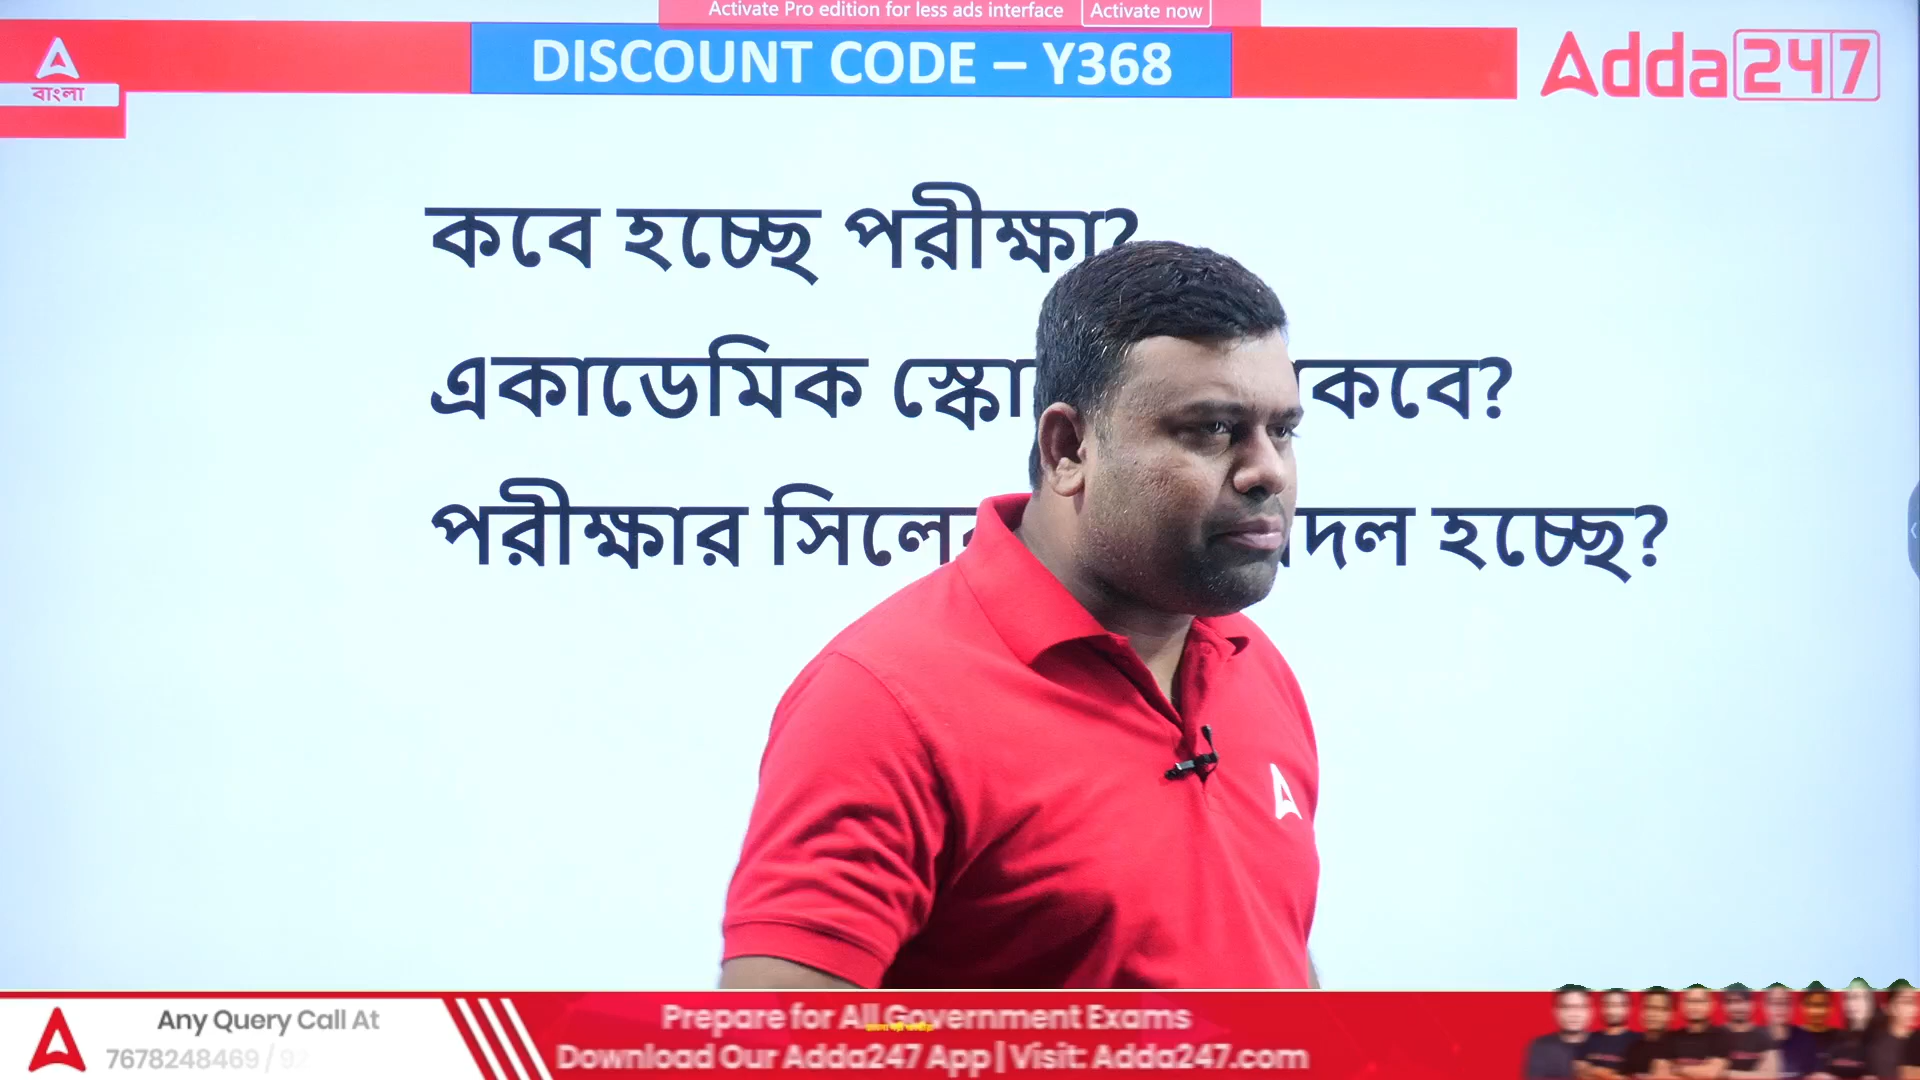 Activate Pro edition for less ads interface Activate now
DISCOUNT CODE – Y368
Adda247
বাংলা
কবে হচ্ছে পরীক্ষা?
একাডেমিক স্কো কবে?
পরীক্ষার সিলে দল হচ্ছে?
Any Query Call At
7678248469 / 9
Prepare for All Government Exams
Download Our Adda247 App | Visit: Adda247.com